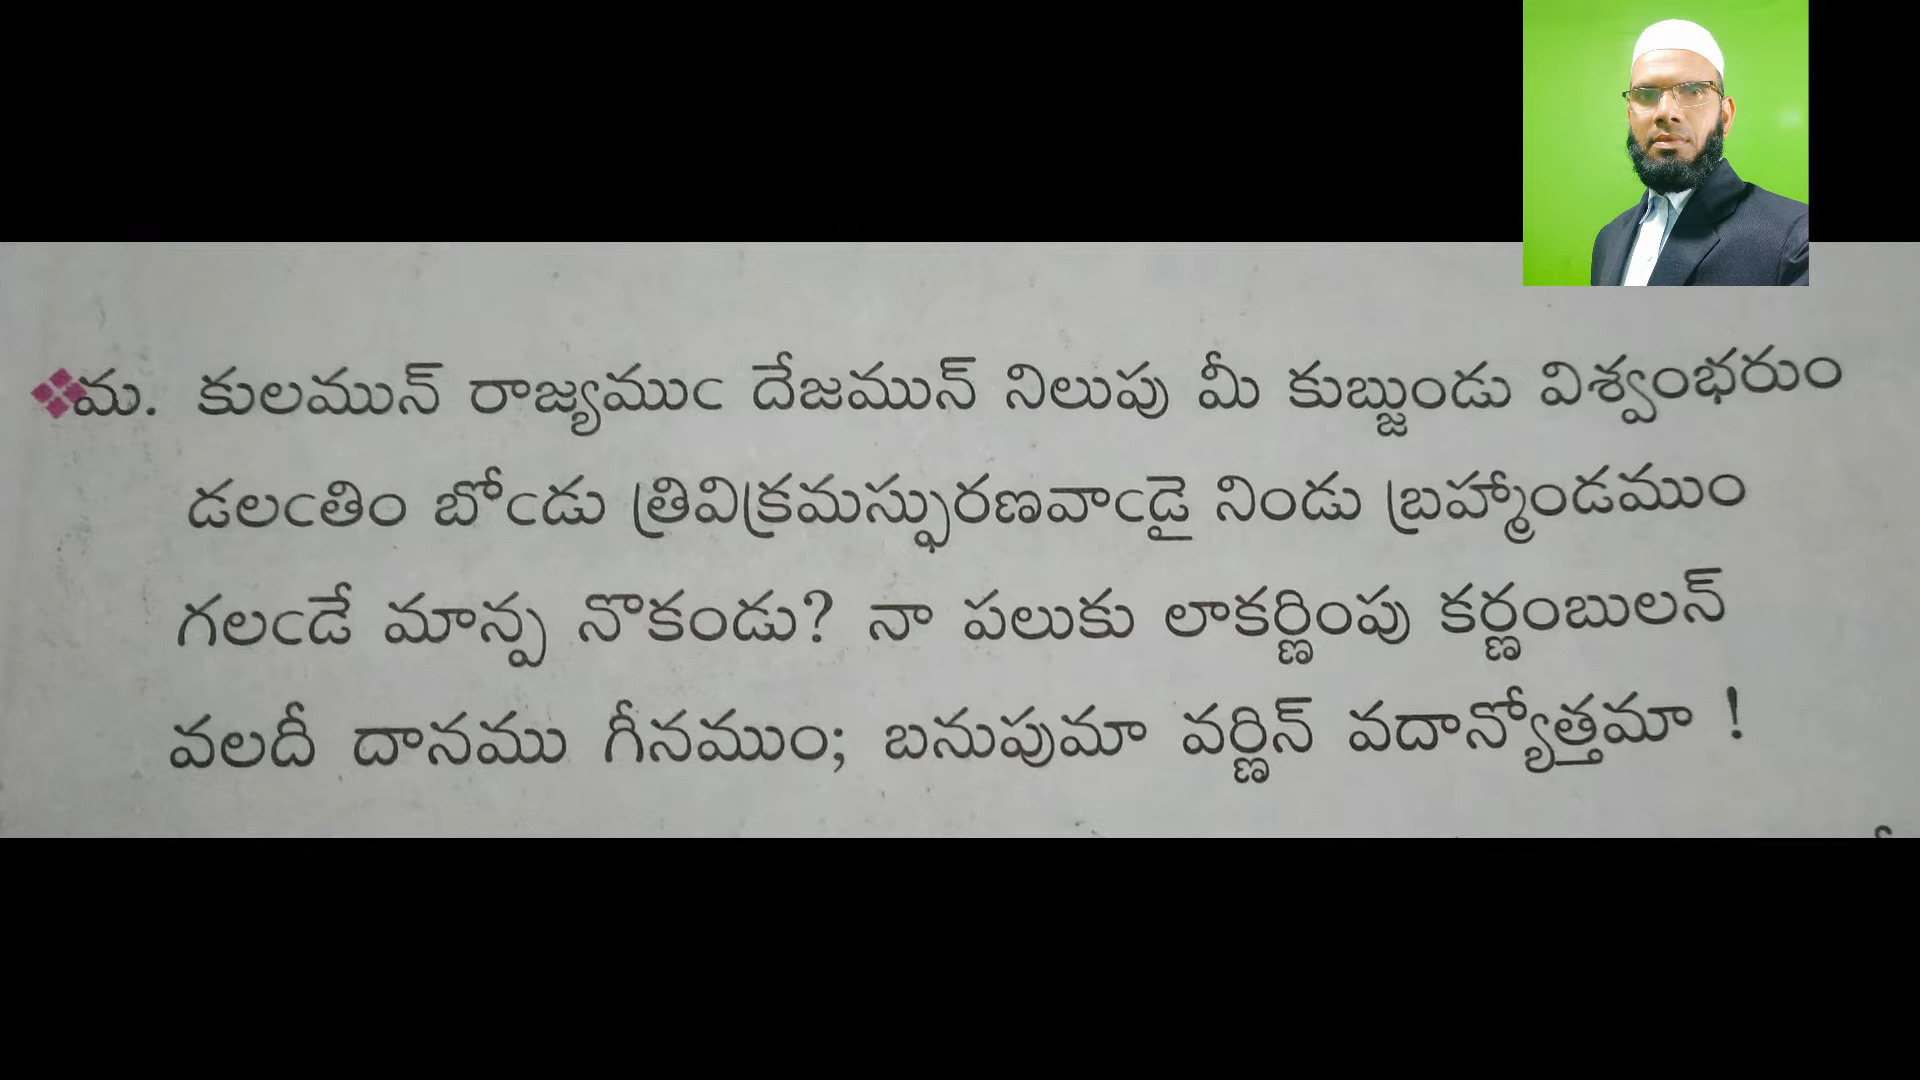 ❖మ. కులమున్ రాజ్యముఁ దేజమున్ నిలుపు మీ కుబ్జుండు విశ్వంభరుం
డలఁతిం బోఁడు త్రివిక్రమస్ఫురణవాఁడై నిండు బ్రహ్మాండముం
గలఁడే మాన్ప నొకండు? నా పలుకు లాకర్ణింపు కర్ణంబులన్
వలదీ దానము గీనముం; బనుపుమా వర్ణిన్ వదాన్యోత్తమా !